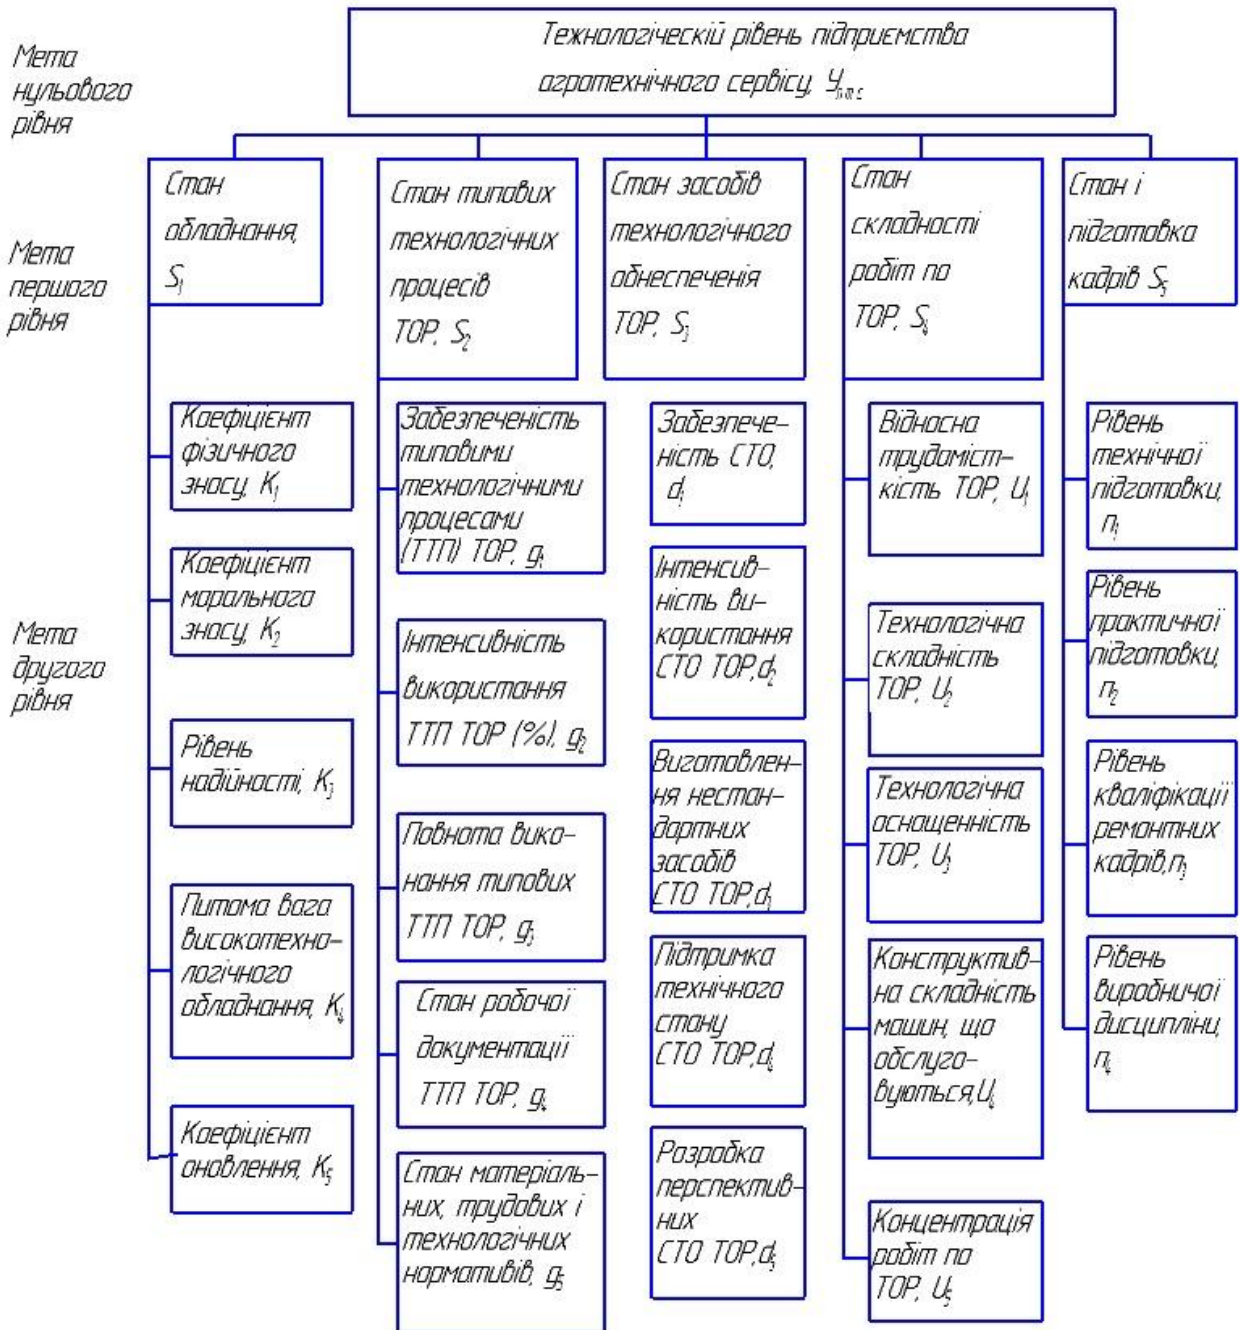 Мета
нульового
рівня
Технологіческій рівень підприємства
агротехнічного сервісу, Уптс
Мета
першого
рівня
Стан
обладнання,
S1
Стан типових
технологічних
процесів
ТОР, S2
Стан засобів
технологічного
обнеспеченія
ТОР, S3
Стан
складності
робіт по
ТОР, S4
Стан і
підготовка
кадрів S5
Мета
другого
рівня
Коефіцієнт
фізичного
зносу, K1
Коефіцієнт
морального
зносу, K2
Рівень
надійності, K3
Питома вага
високотехно-
логічного
обладнання, K4
Коефіцієнт
оновлення, K5
Забезпеченість
типовими
технологічними
процесами
(ТТП) ТОР, g1
Інтенсивність
використання
ТТП ТОР (%), g2
Повнота вико-
нання типових
ТТП ТОР, g3
Стан робочої
документації
ТТП ТОР, g4
Стан матеріаль-
них, трудових і
технологічних
нормативів, g5
Забезпече-
ність СТО,
d1
Інтенсив-
ність ви-
користання
СТО ТОР,d2
Виготовлен-
ня нестан-
дартних
засобів
СТО ТОР,d3
Підтримка
технічного
стану
СТО ТОР,d4
Розробка
перспектив-
них
СТО ТОР,d5
Відносна
трудоміст-
кість ТОР, U1
Технологічна
складність
ТОР, U2
Технологічна
оснащенність
ТОР, U3
Конструктив-
на складність
машин, що
обслуго-
вуються,U4
Концентрація
робіт по
ТОР, U5
Рівень
технічної
підготовки,
п1
Рівень
практичної
підготовки,
п2
Рівень
кваліфікації
ремонтних
кадрів,п3
Рівень
виробничої
дисципліни,
п4